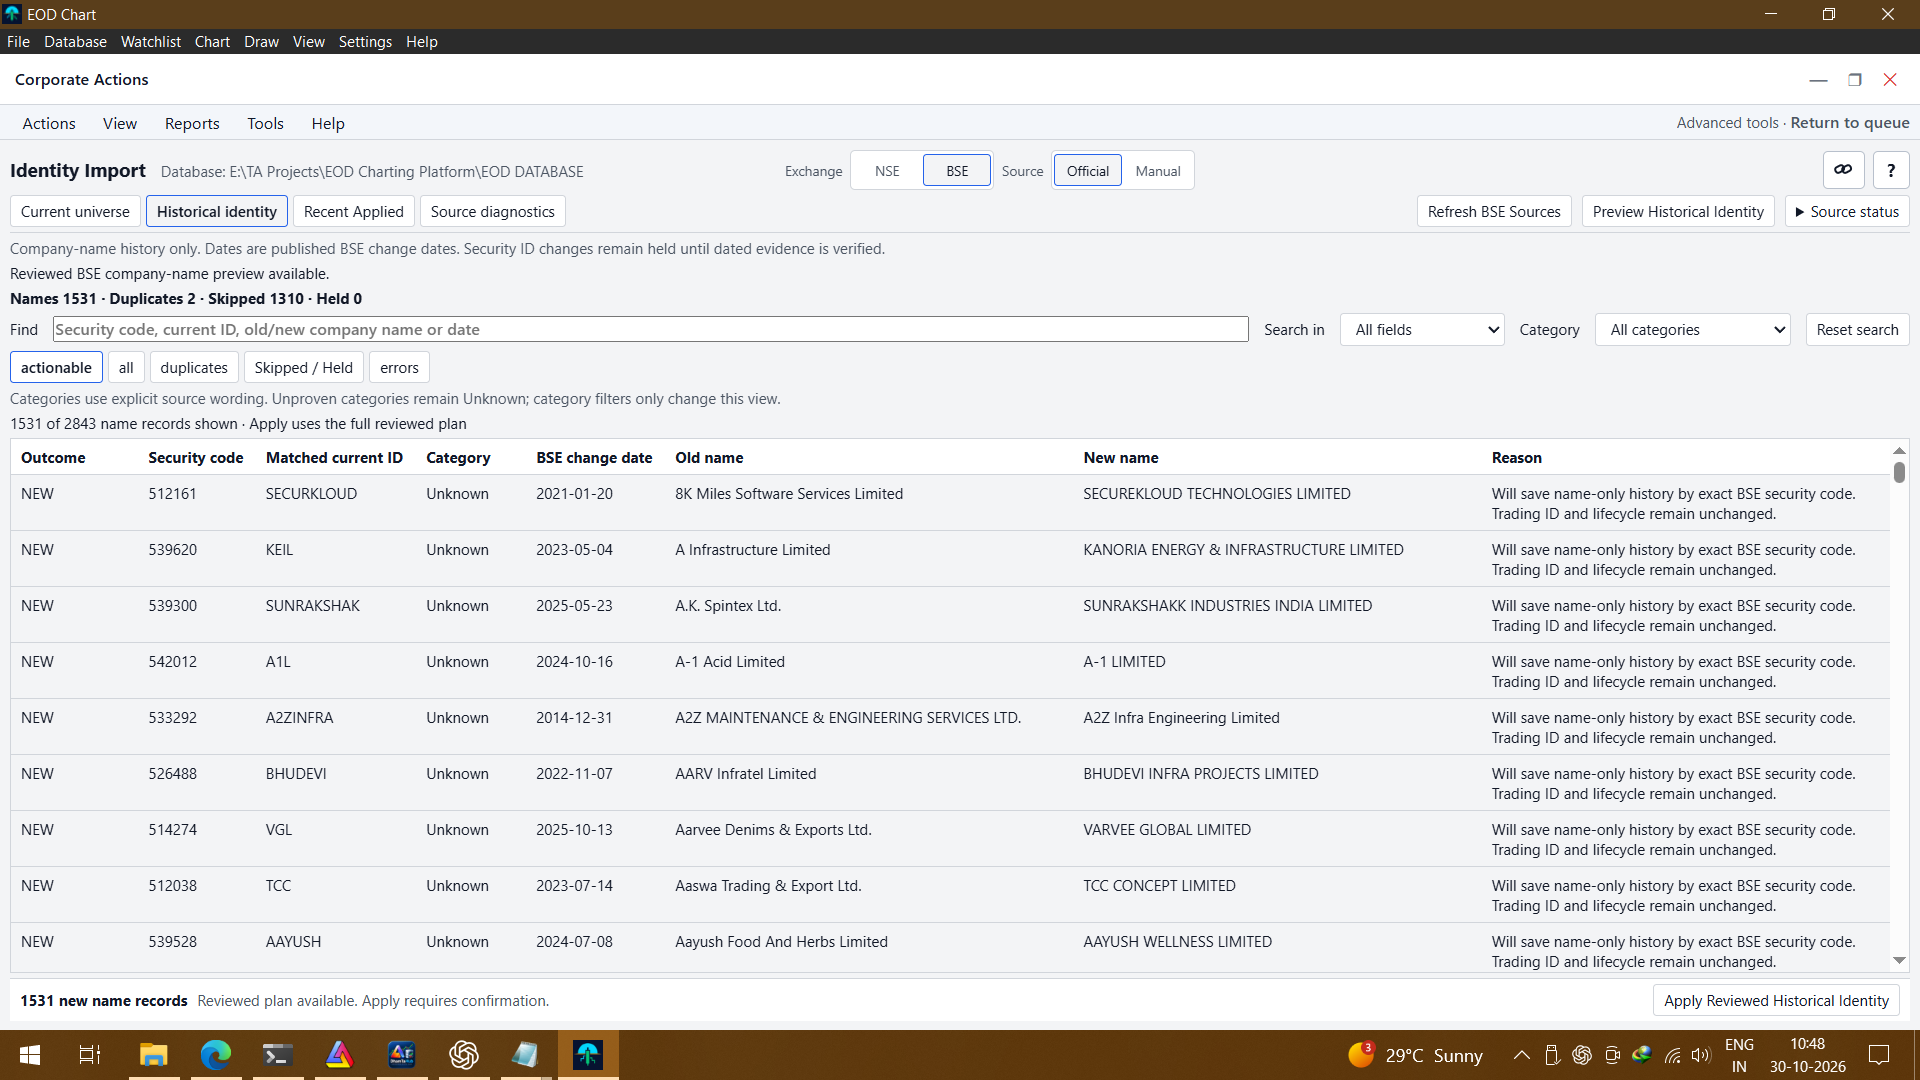 EOD Chart
File Database Watchlist Chart Draw View Settings Help
Corporate Actions
Actions View Reports Tools Help Advanced tools · Return to queue
Identity Import Database: E:\TA Projects\EOD Charting Platform\EOD DATABASE Exchange NSE BSE Source Official Manual ?
Current universe Historical identity Recent Applied Source diagnostics Refresh BSE Sources Preview Historical Identity ▶ Source status
Company-name history only. Dates are published BSE change dates. Security ID changes remain held until dated evidence is verified.
Reviewed BSE company-name preview available.
Names 1531 · Duplicates 2 · Skipped 1310 · Held 0
Find Security code, current ID, old/new company name or date Search in All fields Category All categories Reset search
actionable all duplicates Skipped / Held errors
Categories use explicit source wording. Unproven categories remain Unknown; category filters only change this view.
1531 of 2843 name records shown · Apply uses the full reviewed plan
Outcome Security code Matched current ID Category BSE change date Old name New name Reason
NEW 512161 SECURKLOUD Unknown 2021-01-20 8K Miles Software Services Limited SECUREKLOUD TECHNOLOGIES LIMITED Will save name-only history by exact BSE security code.
Trading ID and lifecycle remain unchanged.
NEW 539620 KEIL Unknown 2023-05-04 A Infrastructure Limited KANORIA ENERGY & INFRASTRUCTURE LIMITED Will save name-only history by exact BSE security code.
Trading ID and lifecycle remain unchanged.
NEW 539300 SUNRAKSHAK Unknown 2025-05-23 A.K. Spintex Ltd. SUNRAKSHAKK INDUSTRIES INDIA LIMITED Will save name-only history by exact BSE security code.
Trading ID and lifecycle remain unchanged.
NEW 542012 A1L Unknown 2024-10-16 A-1 Acid Limited A-1 LIMITED Will save name-only history by exact BSE security code.
Trading ID and lifecycle remain unchanged.
NEW 533292 A2ZINFRA Unknown 2014-12-31 A2Z MAINTENANCE & ENGINEERING SERVICES LTD. A2Z Infra Engineering Limited Will save name-only history by exact BSE security code.
Trading ID and lifecycle remain unchanged.
NEW 526488 BHUDEVI Unknown 2022-11-07 AARV Infratel Limited BHUDEVI INFRA PROJECTS LIMITED Will save name-only history by exact BSE security code.
Trading ID and lifecycle remain unchanged.
NEW 514274 VGL Unknown 2025-10-13 Aarvee Denims & Exports Ltd. VARVEE GLOBAL LIMITED Will save name-only history by exact BSE security code.
Trading ID and lifecycle remain unchanged.
NEW 512038 TCC Unknown 2023-07-14 Aaswa Trading & Export Ltd. TCC CONCEPT LIMITED Will save name-only history by exact BSE security code.
Trading ID and lifecycle remain unchanged.
NEW 539528 AAYUSH Unknown 2024-07-08 Aayush Food And Herbs Limited AAYUSH WELLNESS LIMITED Will save name-only history by exact BSE security code.
Trading ID and lifecycle remain unchanged.
1531 new name records Reviewed plan available. Apply requires confirmation. Apply Reviewed Historical Identity
3 29°C Sunny ENG 10:48
IN 30-10-2026